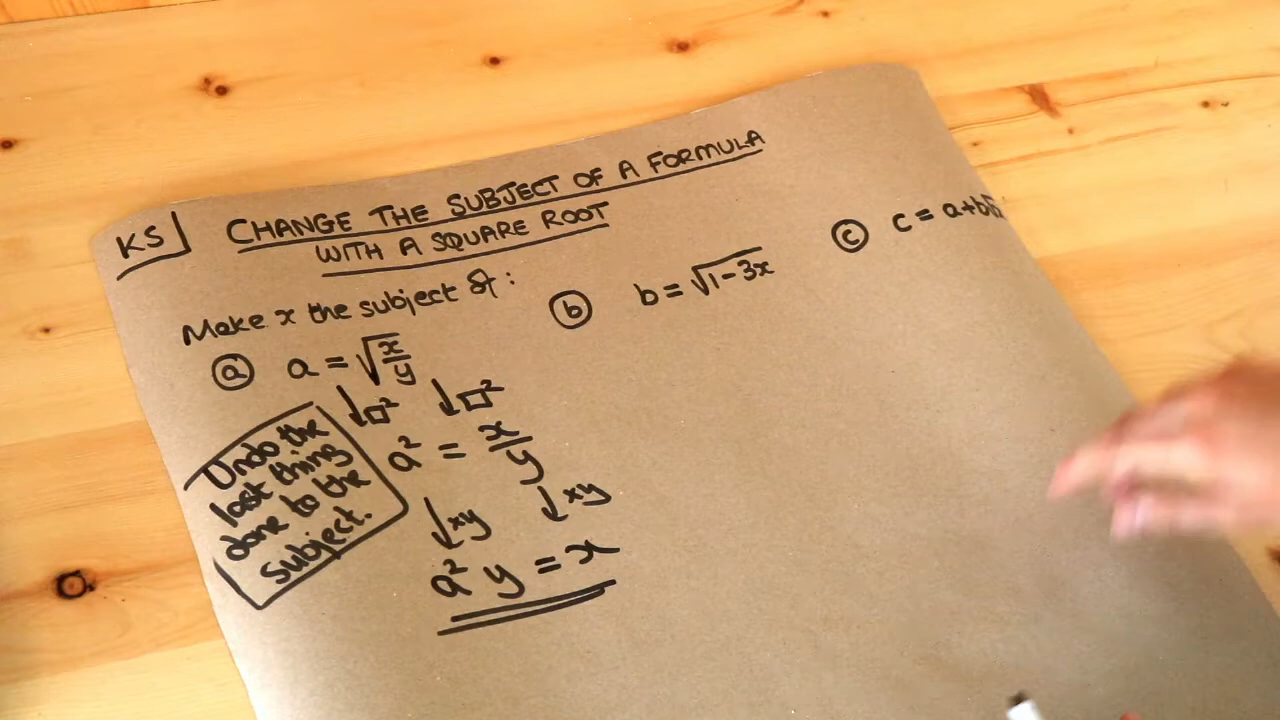 KS
CHANGE THE SUBJECT OF A FORMULA
WITH A SQUARE ROOT
Make x the subject of:
ⓐ a = √(x/y)
↓□² ↓□²
a² = x/y
↓xy ↓xy
a² y = x
Undo the
last thing
done to the
subject.
ⓑ b = √(1-3x)
ⓒ c = a+b√